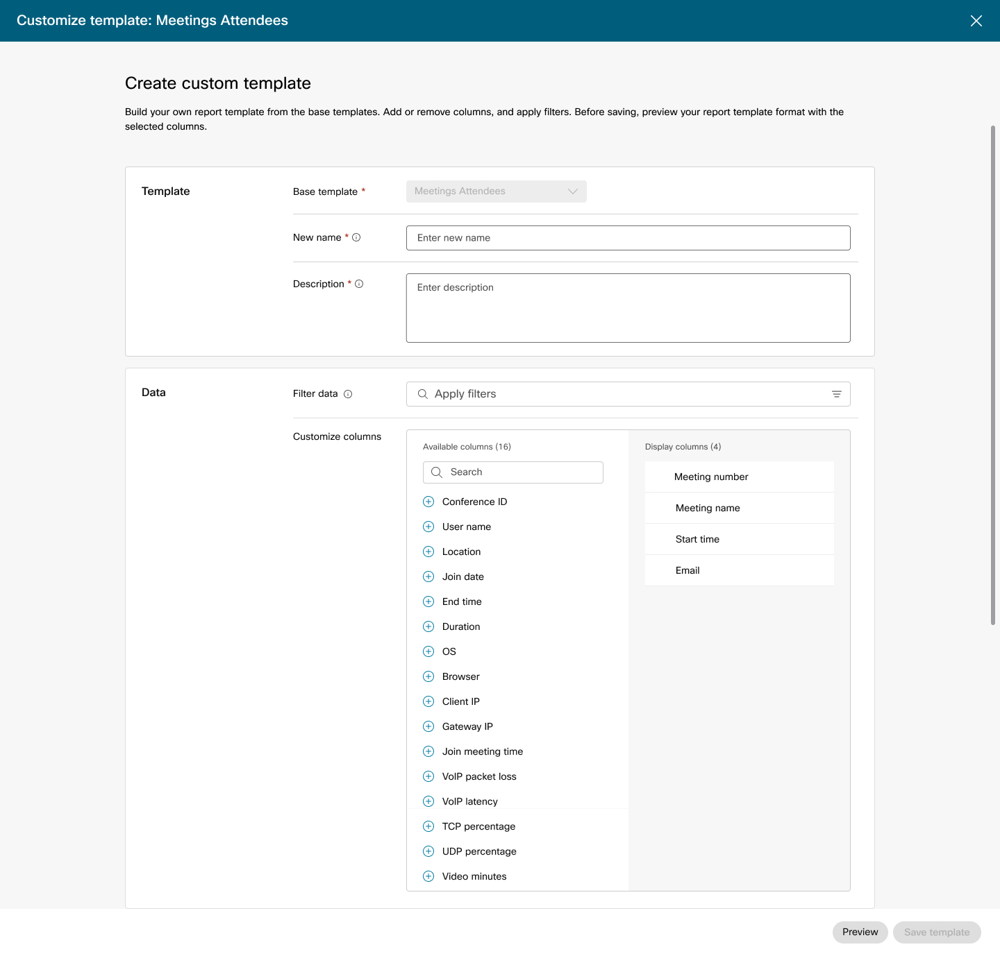 Customize template: Meetings Attendees
Create custom template
Build your own report template from the base templates. Add or remove columns, and apply filters. Before saving, preview your report template format with the
selected columns.
Template
Base template *
Meetings Attendees
New name *
Enter new name
Description *
Enter description
Data
Filter data
Apply filters
Customize columns
Available columns (16)
Search
Conference ID
User name
Location
Join date
End time
Duration
OS
Browser
Client IP
Gateway IP
Join meeting time
VoIP packet loss
VoIP latency
TCP percentage
UDP percentage
Video minutes
Display columns (4)
Meeting number
Meeting name
Start time
Email
Preview
Save template